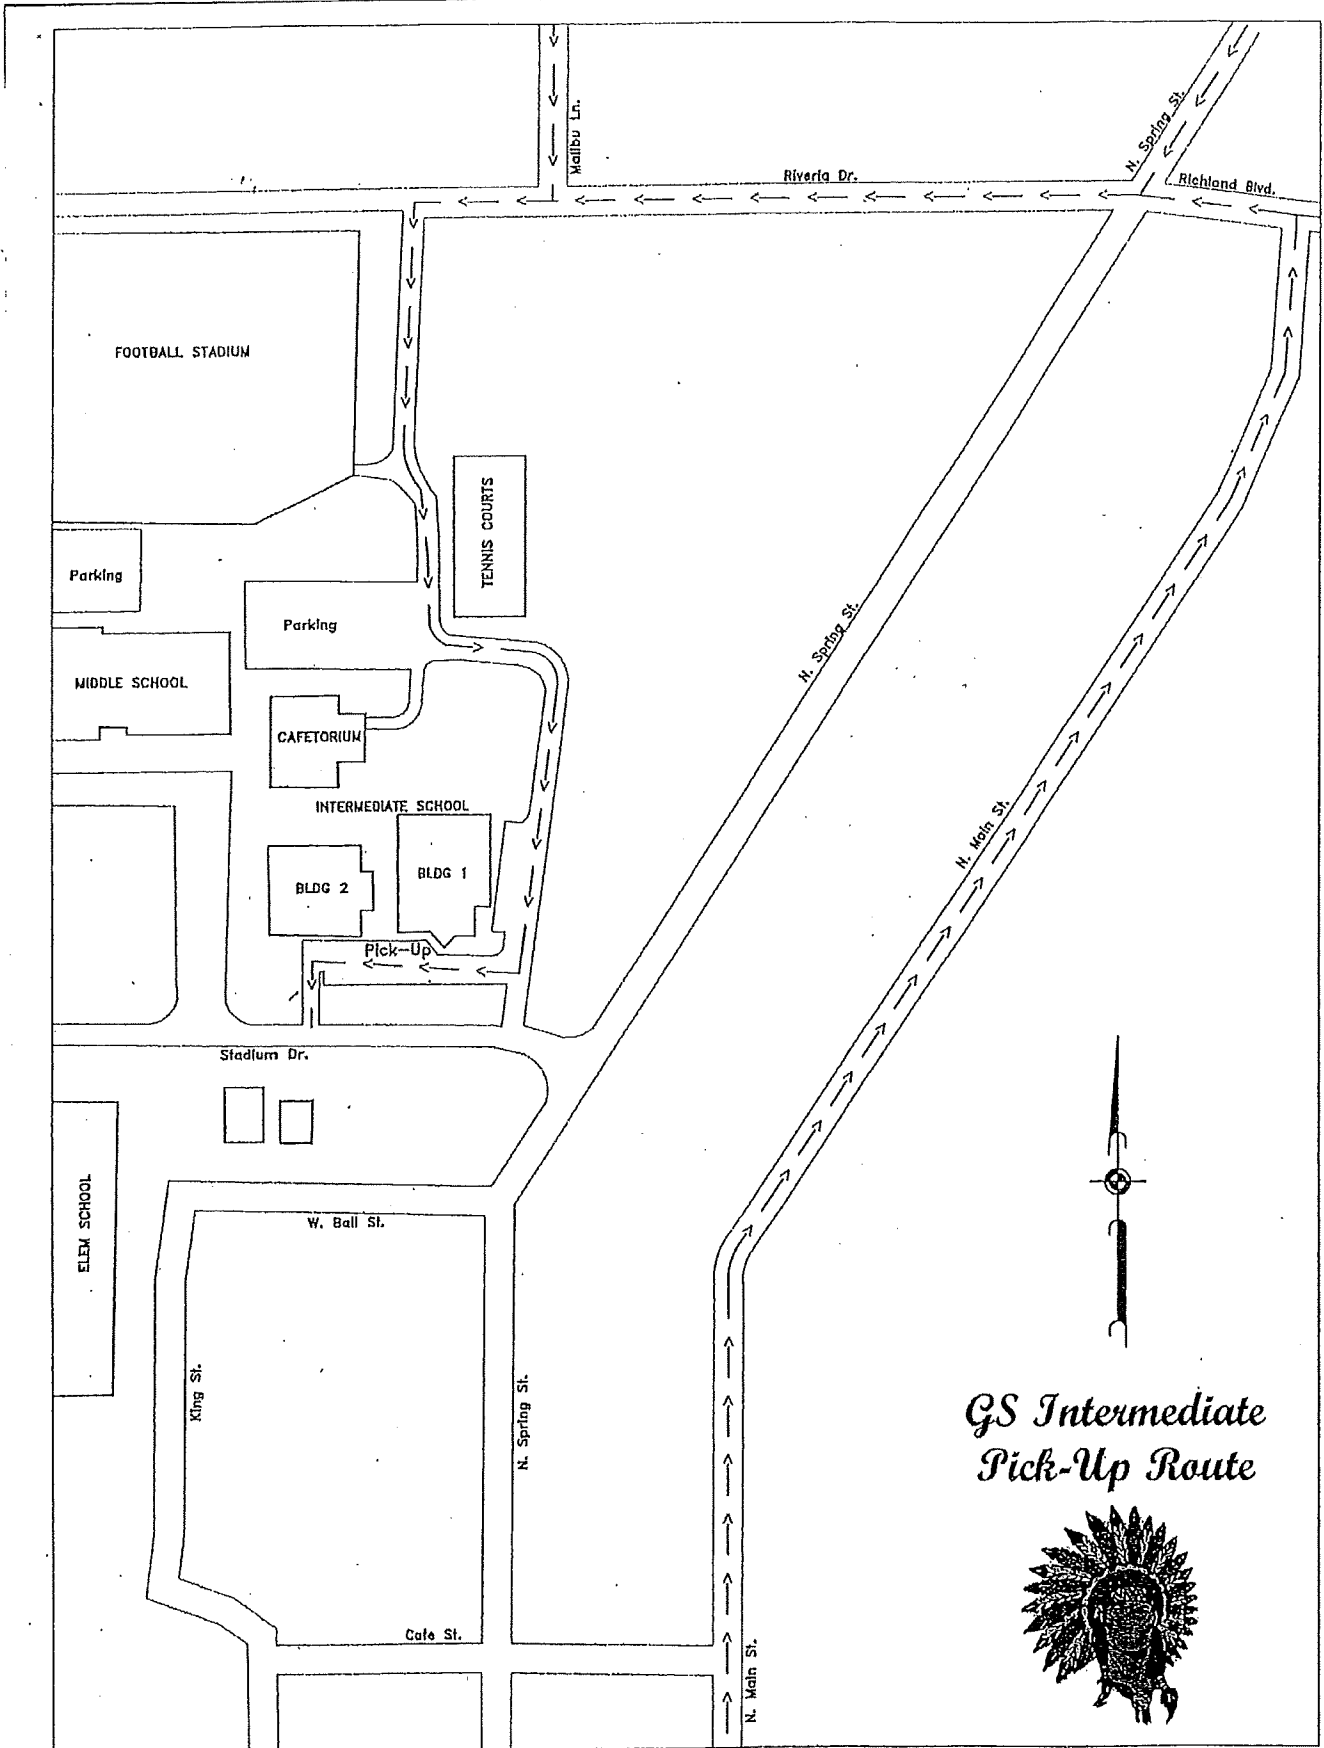 Malibu Ln.
N. Spring St.
Riveria Dr.
Richland Blvd.
FOOTBALL STADIUM
TENNIS COURTS
Parking
Parking
N. Spring St.
MIDDLE SCHOOL
CAFETORIUM
INTERMEDIATE SCHOOL
N. Main St.
BLDG 1
BLDG 2
Pick-Up
Stadium Dr.
ELEM SCHOOL
W. Ball St.
King St.
N. Spring St.
GS Intermediate
Pick-Up Route
Cafe St.
N. Main St.